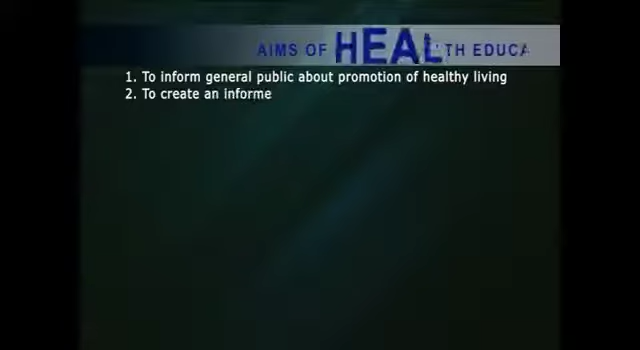 AIMS OF HEALTH EDUCA
1. To inform general public about promotion of healthy living
2. To create an informe